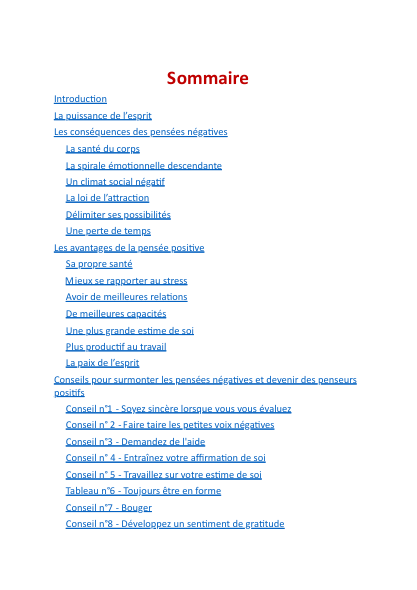 Sommaire
Introduction
La puissance de l'esprit
Les conséquences des pensées négatives
La santé du corps
La spirale émotionnelle descendante
Un climat social négatif
La loi de l'attraction
Délimiter ses possibilités
Une perte de temps
Les avantages de la pensée positive
Sa propre santé
Mieux se rapporter au stress
Avoir de meilleures relations
De meilleures capacités
Une plus grande estime de soi
Plus productif au travail
La paix de l'esprit
Conseils pour surmonter les pensées négatives et devenir des penseurs
positifs
Conseil n°1 - Soyez sincère lorsque vous vous évaluez
Conseil n° 2 - Faire taire les petites voix négatives
Conseil n°3 - Demandez de l'aide
Conseil n° 4 - Entraînez votre affirmation de soi
Conseil n° 5 - Travaillez sur votre estime de soi
Tableau n°6 - Toujours être en forme
Conseil n°7 - Bouger
Conseil n°8 - Développez un sentiment de gratitude